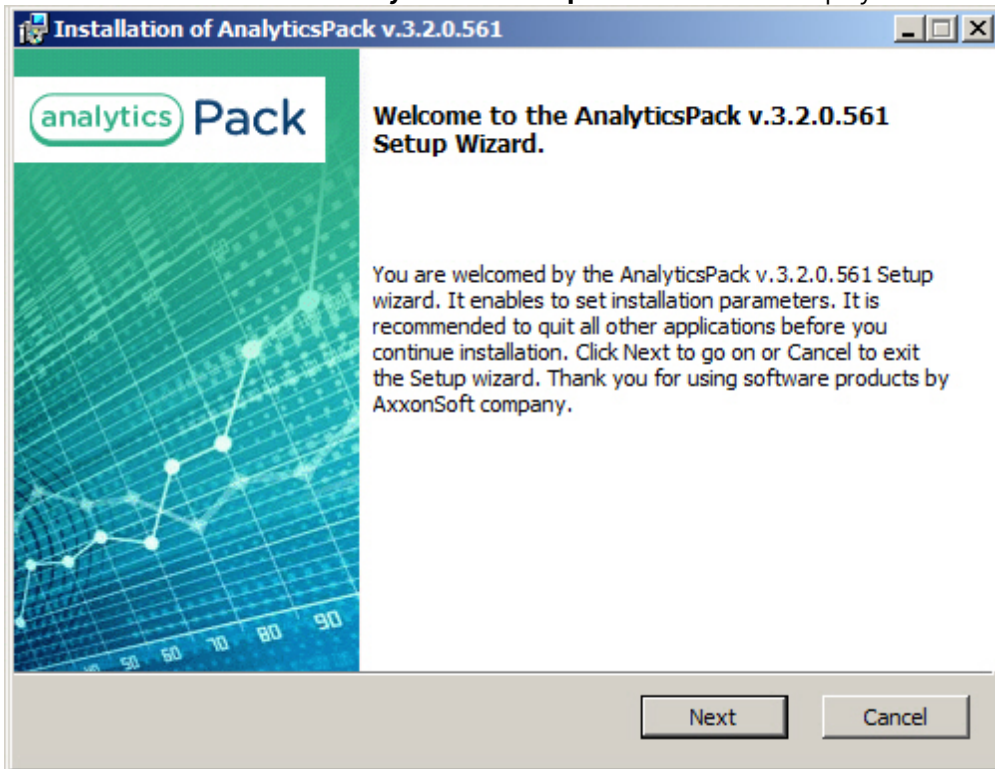 Installation of AnalyticsPack v.3.2.0.561
analytics Pack
Welcome to the AnalyticsPack v.3.2.0.561
Setup Wizard.
You are welcomed by the AnalyticsPack v.3.2.0.561 Setup
wizard. It enables to set installation parameters. It is
recommended to quit all other applications before you
continue installation. Click Next to go on or Cancel to exit
the Setup wizard. Thank you for using software products by
AxxonSoft company.
50 60 70 80 90
Next Cancel